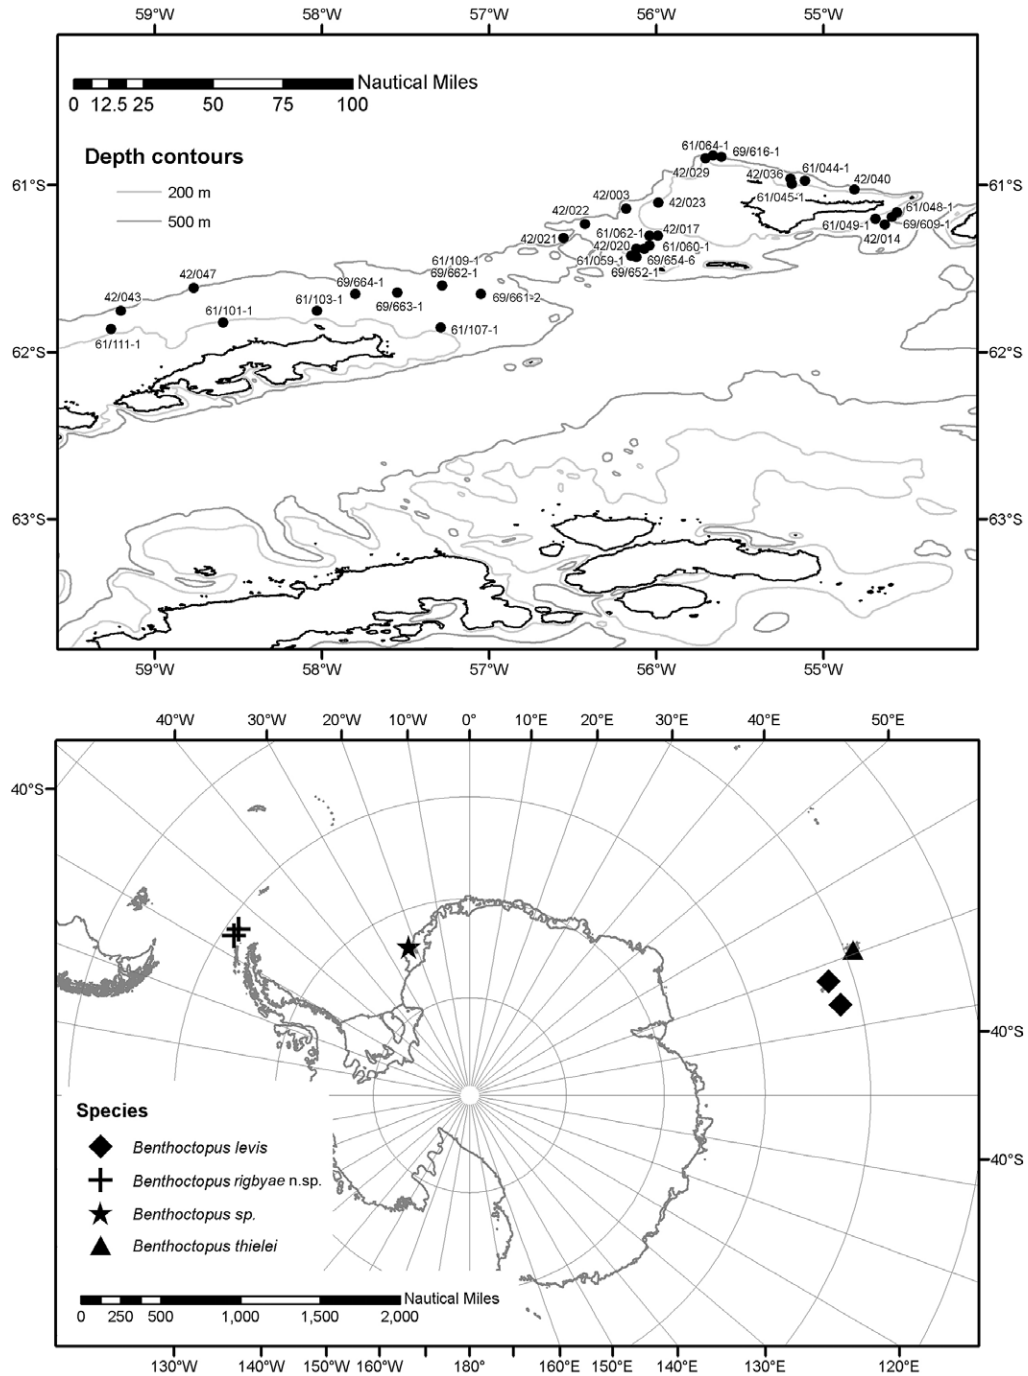 59°W 58°W 57°W 56°W 55°W
Nautical Miles
0 12.5 25 50 75 100
Depth contours
200 m
500 m
61°S
61°S
62°S
62°S
63°S
63°S
61/064-1
69/616-1
42/029
42/036
61/044-1
42/040
61/045-1
42/003
42/023
42/022
42/021
61/062-1
42/017
42/020
61/060-1
61/059-1
69/654-6
69/652-1
61/048-1
61/049-1
69/609-1
42/014
61/109-1
69/662-1
42/047
69/664-1
42/043
61/103-1
69/663-1
69/661-2
61/101-1
61/107-1
61/111-1
59°W 58°W 57°W 56°W 55°W
40°W 30°W 20°W 10°W 0° 10°E 20°E 30°E 40°E 50°E
40°S
40°S
40°S
Species
Benthoctopus levis
Benthoctopus rigbyae n.sp.
Benthoctopus sp.
Benthoctopus thielei
Nautical Miles
0 250 500 1,000 1,500 2,000
130°W 140°W 150°W 160°W 180° 160°E 150°E 140°E 130°E 120°E